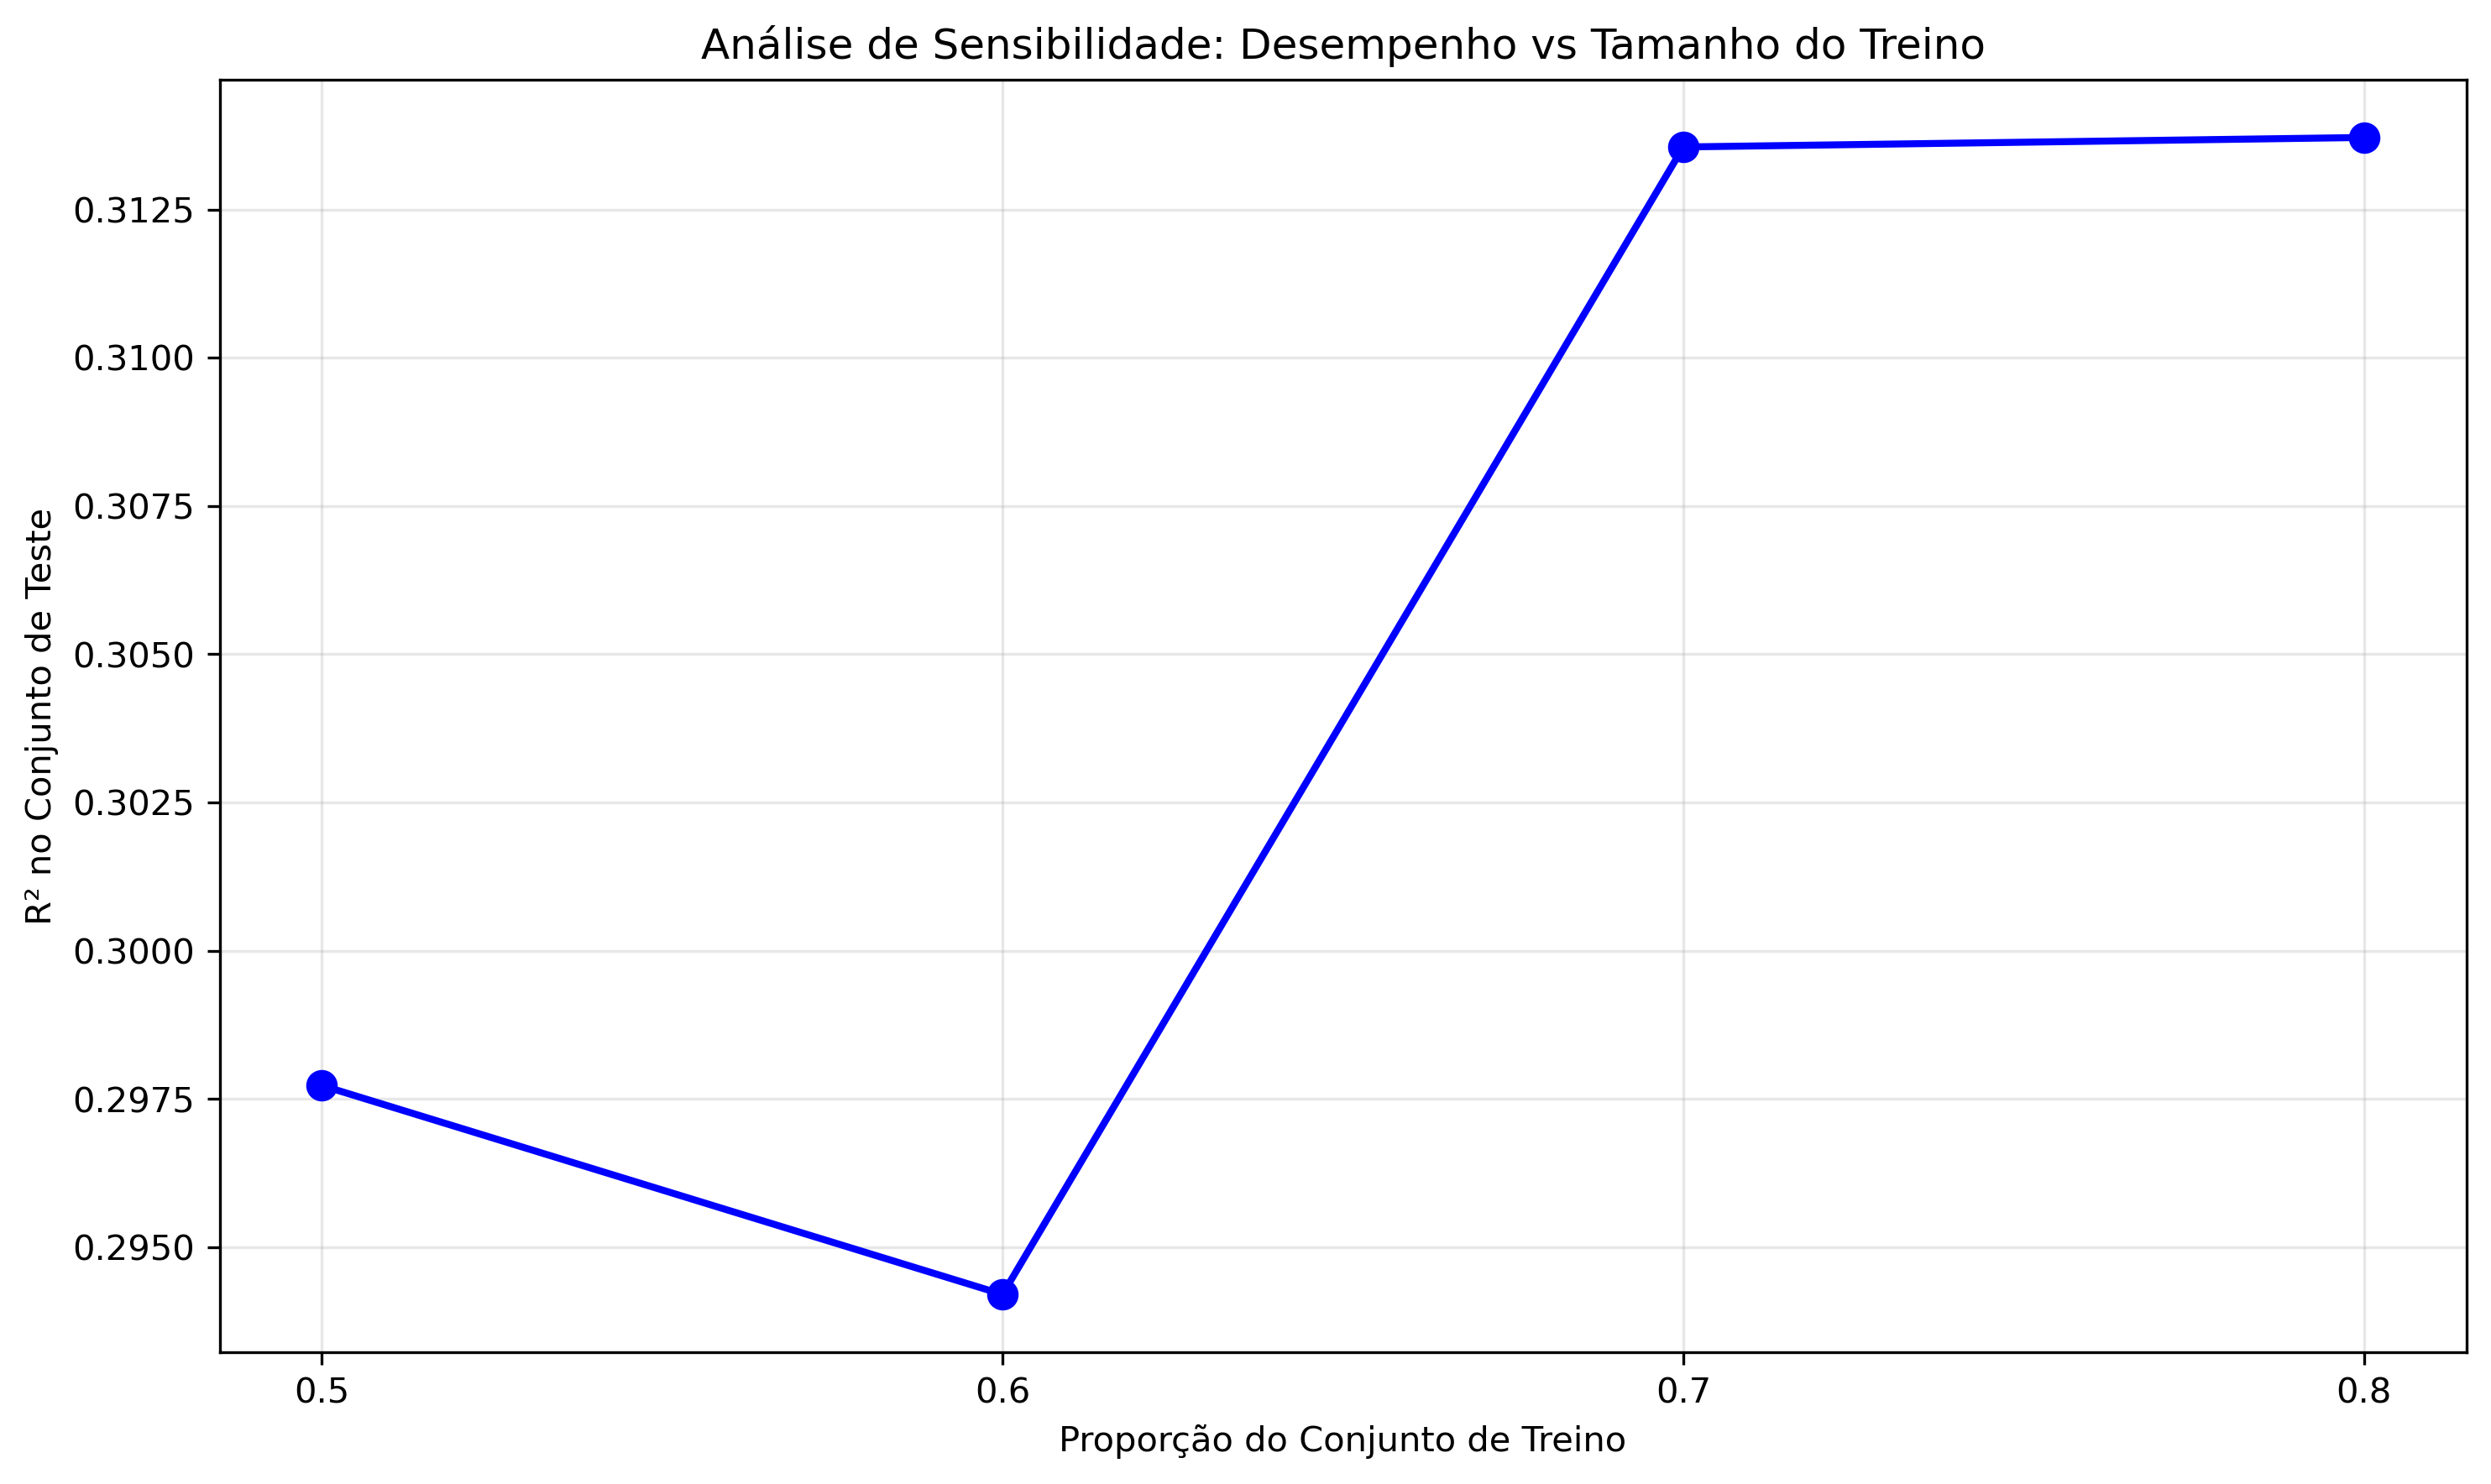 Análise de Sensibilidade: Desempenho vs Tamanho do Treino
R² no Conjunto de Teste
0.3125
0.3100
0.3075
0.3050
0.3025
0.3000
0.2975
0.2950
0.5 0.6 0.7 0.8
Proporção do Conjunto de Treino